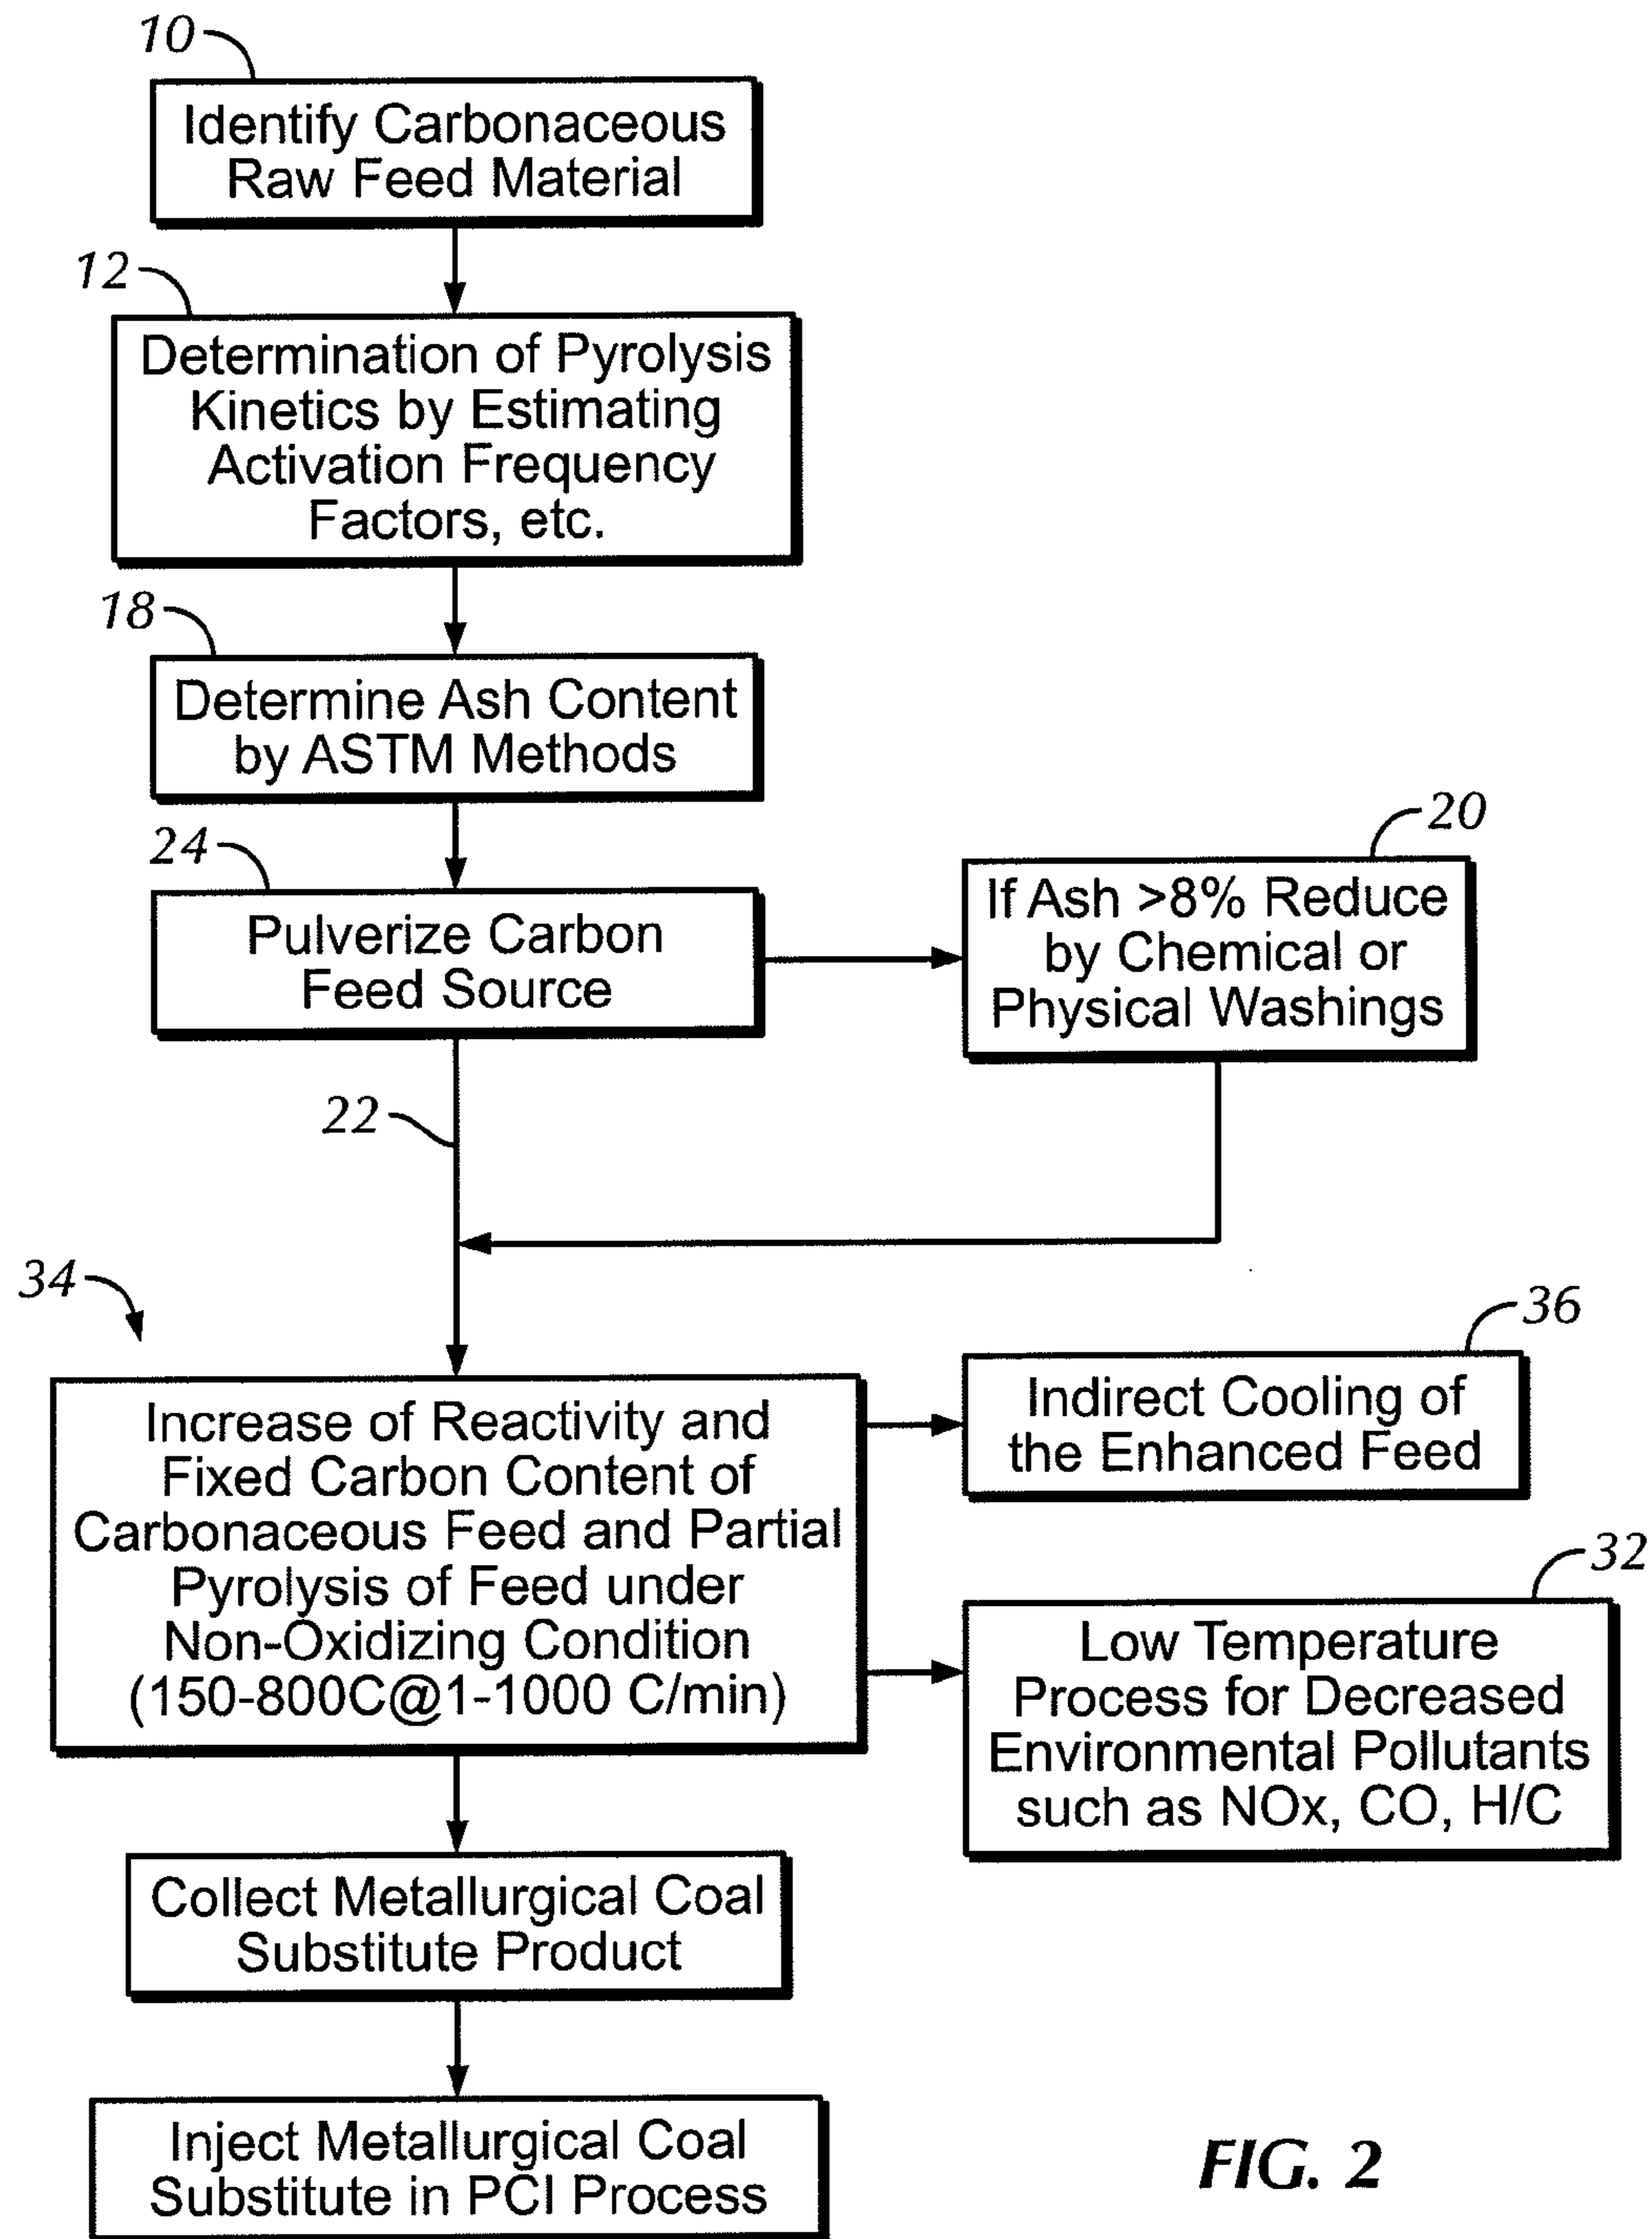 10
Identify Carbonaceous
Raw Feed Material
12
Determination of Pyrolysis
Kinetics by Estimating
Activation Frequency
Factors, etc.
18
Determine Ash Content
by ASTM Methods
24
Pulverize Carbon
Feed Source
20
If Ash >8% Reduce
by Chemical or
Physical Washings
22
34
Increase of Reactivity and
Fixed Carbon Content of
Carbonaceous Feed and Partial
Pyrolysis of Feed under
Non-Oxidizing Condition
(150-800C@1-1000 C/min)
36
Indirect Cooling of
the Enhanced Feed
32
Low Temperature
Process for Decreased
Environmental Pollutants
such as NOx, CO, H/C
Collect Metallurgical Coal
Substitute Product
Inject Metallurgical Coal
Substitute in PCI Process
FIG. 2